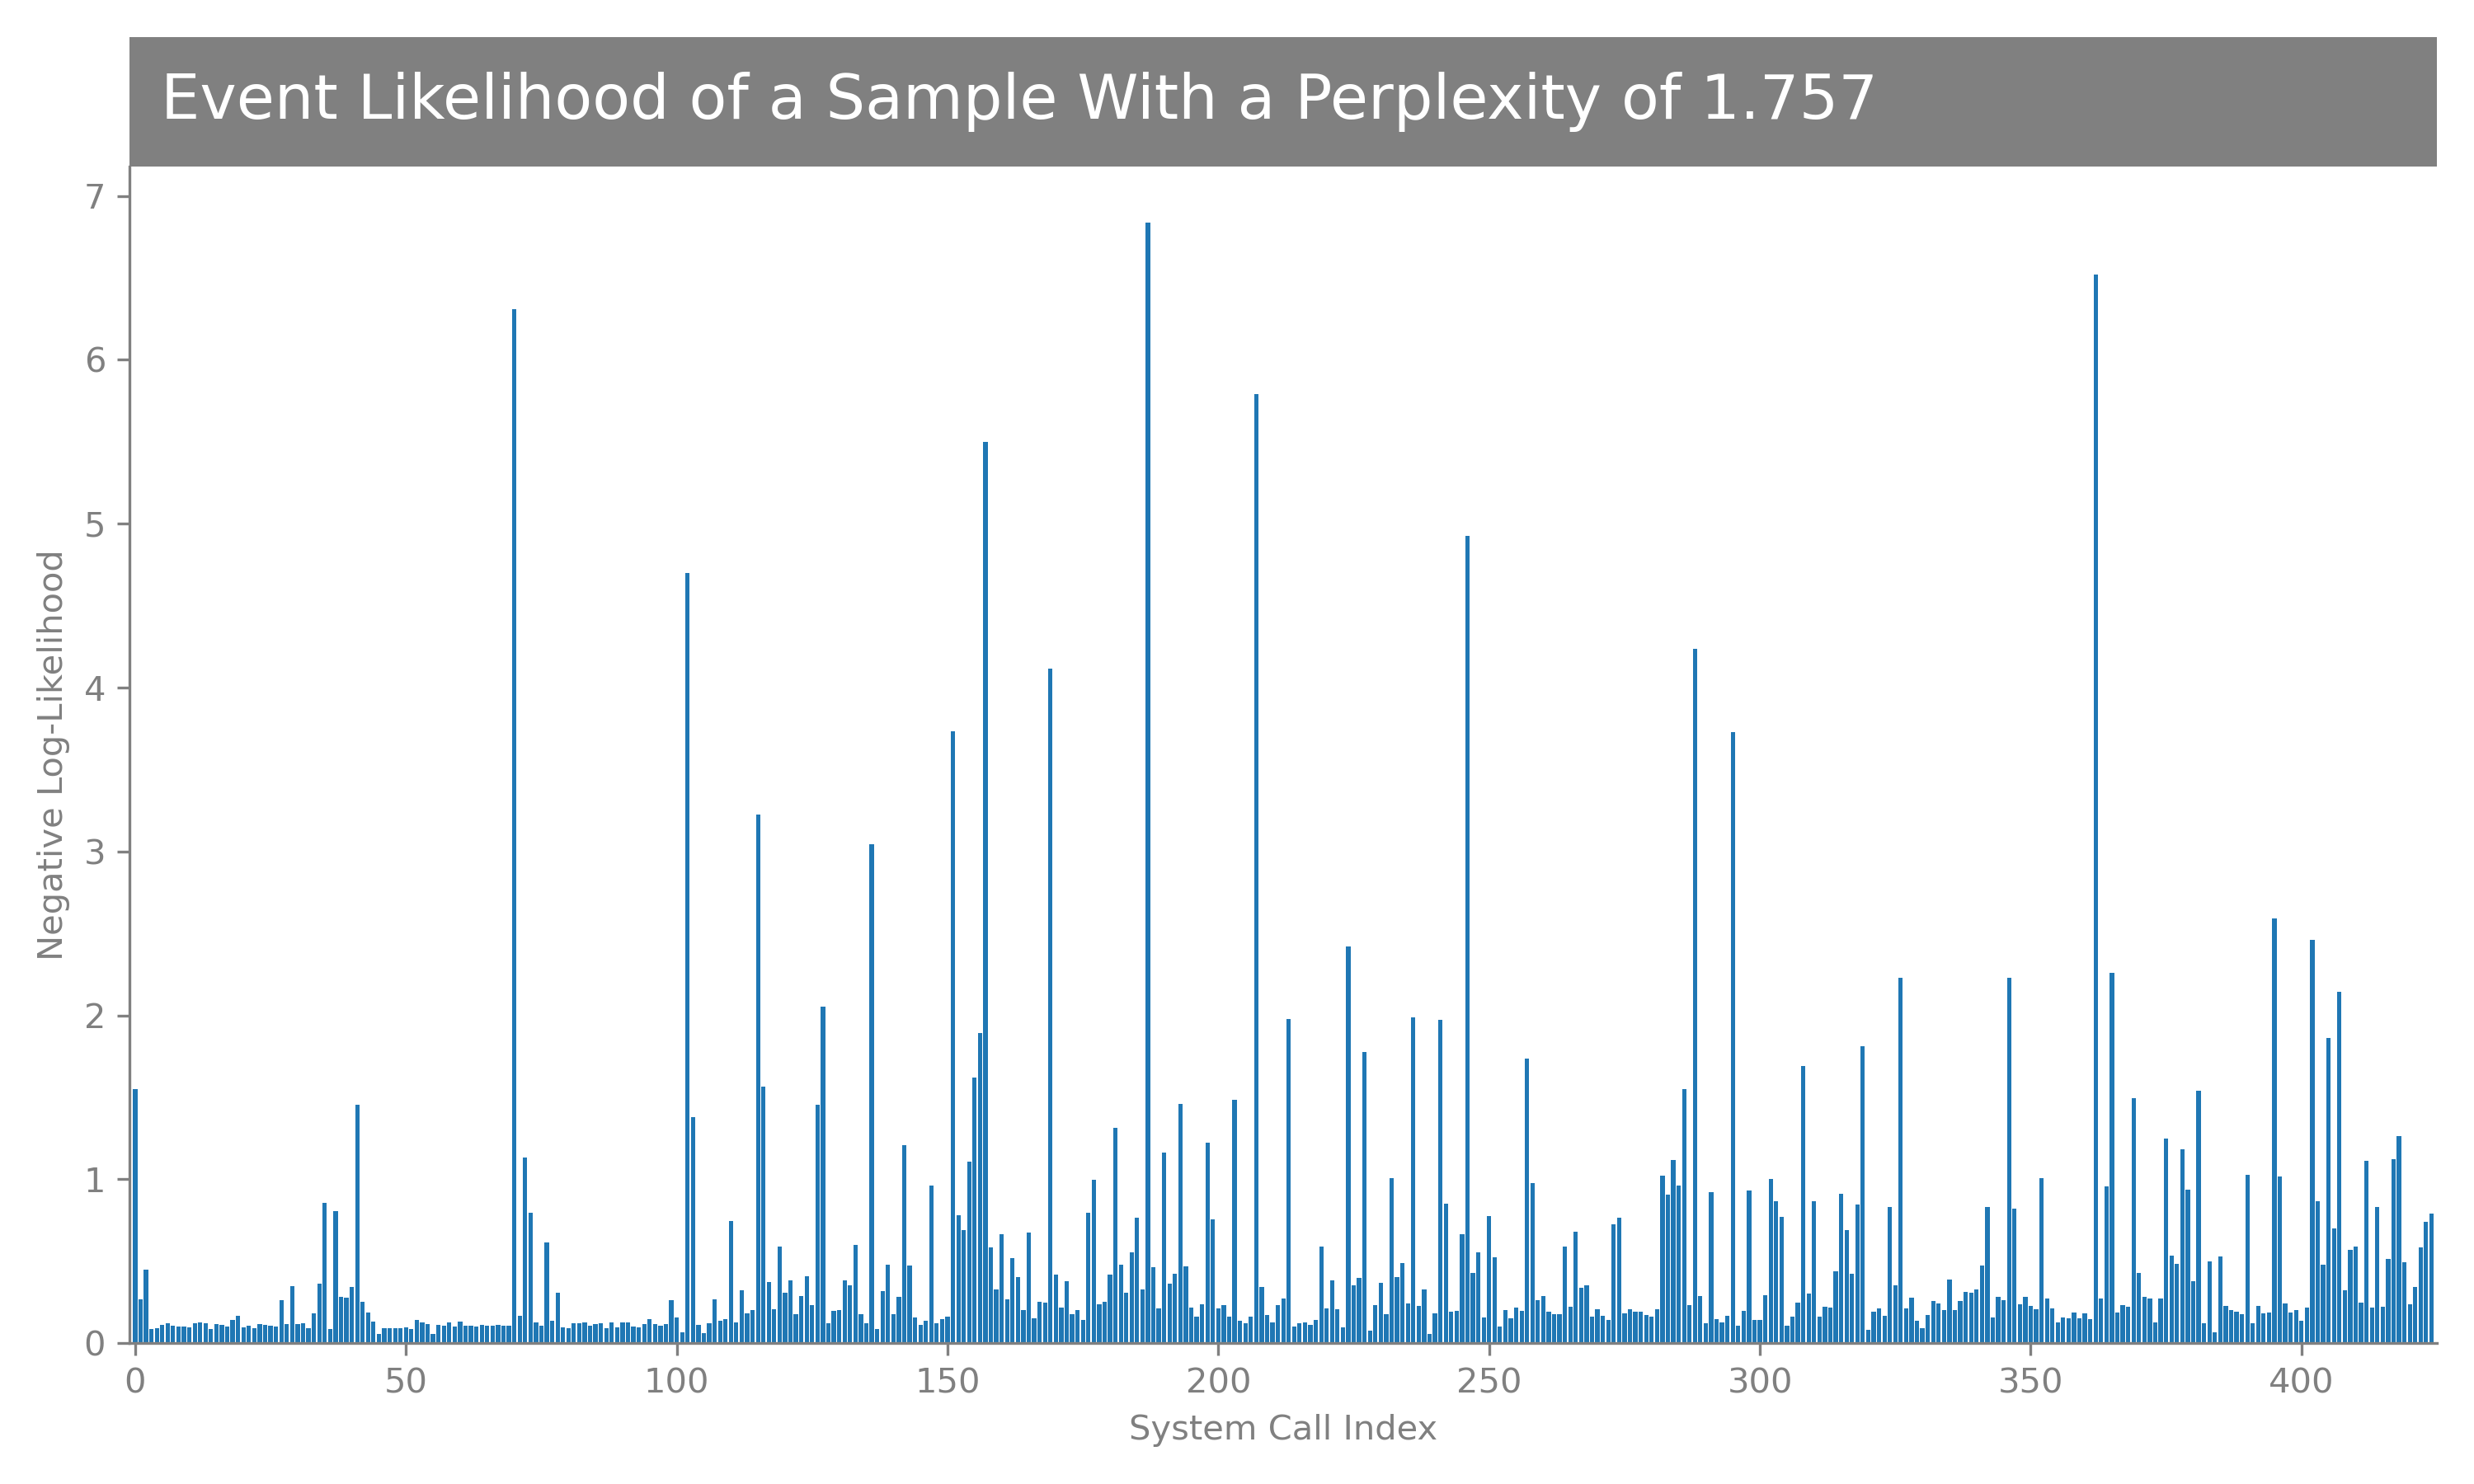 Event Likelihood of a Sample With a Perplexity of 1.757
7
6
5
4
3
2
1
0
Negative Log-Likelihood
0 50 100 150 200 250 300 350 400
System Call Index